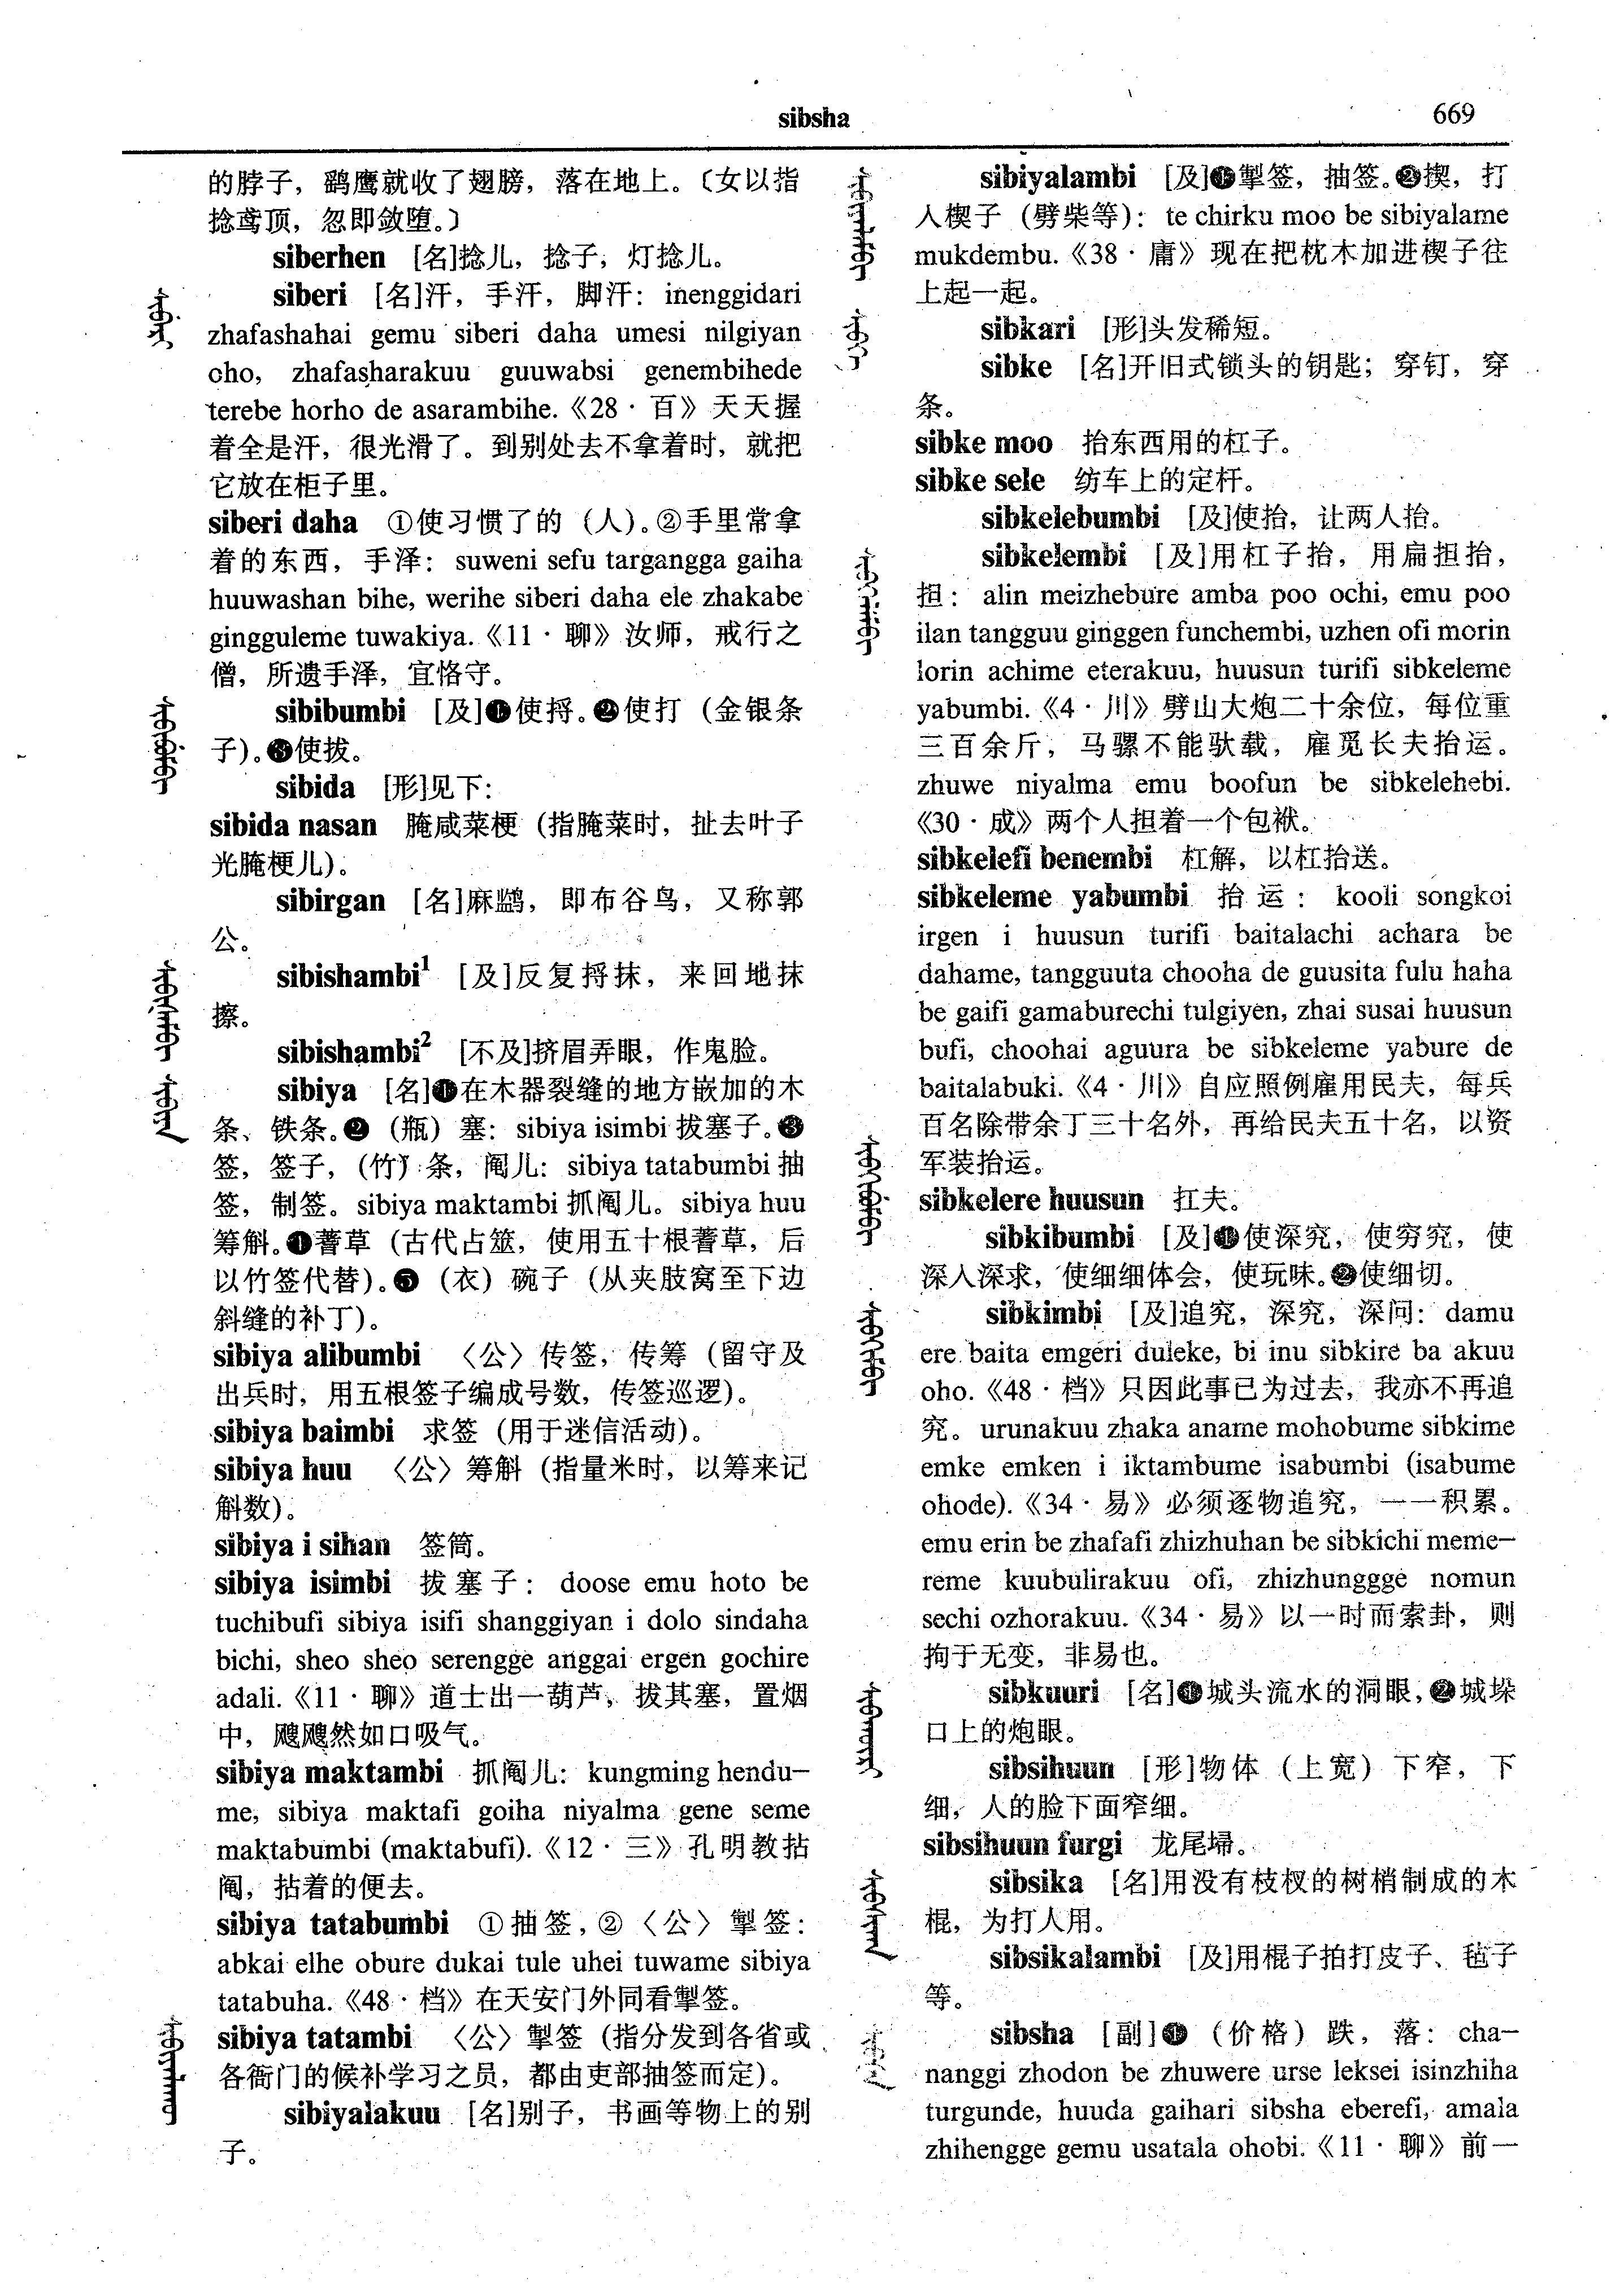 sibsha
669
的脖子，鹞鹰就收了翅膀，落在地上。〔女以指
捻鸢顶，忽即敛堕。〕
siberhen [名]捻儿，捻子，灯捻儿。
siberi [名]汗，手汗，脚汗：inenggidari
zhafashahai gemu siberi daha umesi nilgiyan
oho, zhafasharakuu guuwabsi genembihede
terebe horho de asarambihe.《28·百》天天握
着全是汗，很光滑了。到别处去不拿着时，就把
它放在柜子里。
siberi daha ①使习惯了的（人）。②手里常拿
着的东西，手泽：suweni sefu targangga gaiha
huuwashan bihe, werihe siberi daha ele zhakabe
gingguleme tuwakiya.《11·聊》汝师，戒行之
僧，所遗手泽，宜恪守。
sibibumbi [及]❶使捋。❷使打（金银条
子）。❸使拔。
sibida [形]见下：
sibida nasan 腌咸菜梗（指腌菜时，扯去叶子
光腌梗儿）。
sibirgan [名]麻鹚，即布谷鸟，又称郭
公。
sibishambi¹ [及]反复捋抹，来回地抹
擦。
sibishambi² [不及]挤眉弄眼，作鬼脸。
sibiya [名]❶在木器裂缝的地方嵌加的木
条、铁条。❷（瓶）塞：sibiya isimbi 拔塞子。❸
签，签子，（竹）条，阄儿：sibiya tatabumbi 抽
签，制签。sibiya maktambi 抓阄儿。sibiya huu
筹斛。❹蓍草（古代占筮，使用五十根蓍草，后
以竹签代替）。❺（衣）碗子（从夹肢窝至下边
斜缝的补丁）。
sibiya alibumbi 〈公〉传签，传筹（留守及
出兵时，用五根签子编成号数，传签巡逻）。
sibiya baimbi 求签（用于迷信活动）。
sibiya huu 〈公〉筹斛（指量米时，以筹来记
斛数）。
sibiya i sihan 签筒。
sibiya isimbi 拔塞子：doose emu hoto be
tuchibufi sibiya isifi shanggiyan i dolo sindaha
bichi, sheo sheo serengge anggai ergen gochire
adali.《11·聊》道士出一葫芦，拔其塞，置烟
中，飕飕然如口吸气。
sibiya maktambi 抓阄儿：kungming hendu-
me, sibiya maktafi goiha niyalma gene seme
maktabumbi (maktabufi).《12·三》孔明教拈
阄，拈着的便去。
sibiya tatabumbi ①抽签，②〈公〉掣签：
abkai elhe obure dukai tule uhei tuwame sibiya
tatabuha.《48·档》在天安门外同看掣签。
sibiya tatambi 〈公〉掣签（指分发到各省或
各衙门的候补学习之员，都由吏部抽签而定）。
sibiyalakuu [名]别子，书画等物上的别
子。
sibiyalambi [及]❶掣签，抽签。❷揳，打
人楔子（劈柴等）：te chirku moo be sibiyalame
mukdembu.《38·庸》现在把枕木加进楔子往
上起一起。
sibkari [形]头发稀短。
sibke [名]开旧式锁头的钥匙；穿钉，穿
条。
sibke moo 抬东西用的杠子。
sibke sele 纺车上的定杆。
sibkelebumbi [及]使抬，让两人抬。
sibkelembi [及]用杠子抬，用扁担抬，
担：alin meizhebure amba poo ochi, emu poo
ilan tangguu ginggen funchembi, uzhen ofi morin
lorin achime eterakuu, huusun turifi sibkeleme
yabumbi.《4·川》劈山大炮二十余位，每位重
三百余斤，马骡不能驮载，雇觅长夫抬运。
zhuwe niyalma emu boofun be sibkelehebi.
《30·成》两个人担着一个包袱。
sibkelefi benembi 杠解，以杠抬送。
sibkeleme yabumbi 抬运：kooli songkoi
irgen i huusun turifi baitalachi achara be
dahame, tangguuta chooha de guusita fulu haha
be gaifi gamaburechi tulgiyen, zhai susai huusun
bufi, choohai aguura be sibkeleme yabure de
baitalabuki.《4·川》自应照例雇用民夫，每兵
百名除带余丁三十名外，再给民夫五十名，以资
军装抬运。
sibkelere huusun 扛夫。
sibkibumbi [及]❶使深究，使穷究，使
深入深求，使细细体会，使玩味。❷使细切。
sibkimbi [及]追究，深究，深问：damu
ere baita emgeri duleke, bi inu sibkire ba akuu
oho.《48·档》只因此事已为过去，我亦不再追
究。urunakuu zhaka aname mohobume sibkime
emke emken i iktambume isabumbi (isabume
ohode).《34·易》必须逐物追究，一一积累。
emu erin be zhafafi zhizhuhan be sibkichi meme-
reme kuubulirakuu ofi, zhizhunggge nomun
sechi ozhorakuu.《34·易》以一时而索卦，则
拘于无变，非易也。
sibkuuri [名]❶城头流水的洞眼，❷城垛
口上的炮眼。
sibsihuun [形]物体（上宽）下窄，下
细，人的脸下面窄细。
sibsihuun furgi 龙尾埽。
sibsika [名]用没有枝杈的树梢制成的木
棍，为打人用。
sibsikalambi [及]用棍子拍打皮子、毡子
等。
sibsha [副]❶（价格）跌，落：cha-
nanggi zhodon be zhuwere urse leksei isinzhiha
turgunde, huuda gaihari sibsha eberefi, amala
zhihengge gemu usatala ohobi.《11·聊》前一